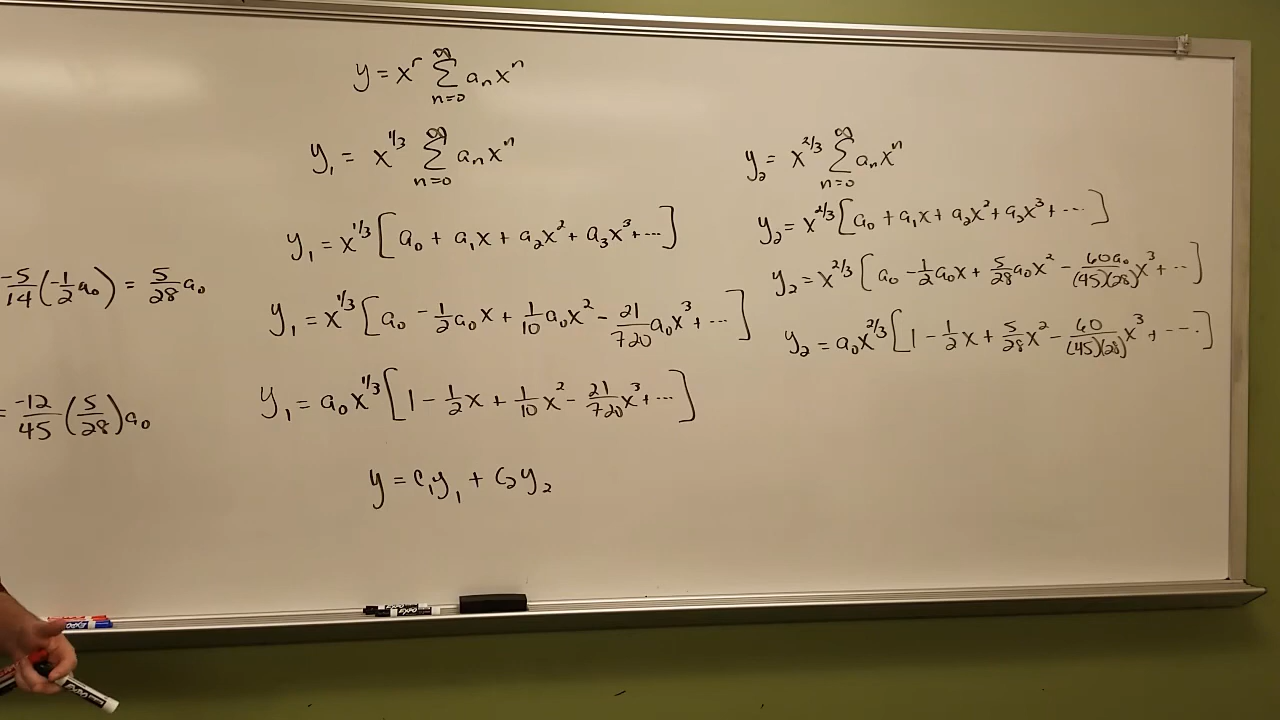 y = x^r ∑_{n=0}^{∞} a_n x^n
y_1 = x^{1/3} ∑_{n=0}^{∞} a_n x^n
y_1 = x^{1/3} [a_0 + a_1x + a_2x^2 + a_3x^3 + ...]
y_1 = x^{1/3} [a_0 - 1/2 a_0x + 1/10 a_0x^2 - 21/720 a_0x^3 + ...]
y_1 = a_0x^{1/3} [1 - 1/2 x + 1/10 x^2 - 21/720 x^3 + ...]
y = c_1y_1 + c_2y_2
y_2 = x^{2/3} ∑_{n=0}^{∞} a_n x^n
y_2 = x^{2/3} [a_0 + a_1x + a_2x^2 + a_3x^3 + ...]
y_2 = x^{2/3} [a_0 - 1/2 a_0x + 5/28 a_0x^2 - 60a_0/(45)(28) x^3 + ...]
y_2 = a_0x^{2/3} [1 - 1/2 x + 5/28 x^2 - 60/(45)(28) x^3 + ...]
-5/14 (-1/2 a_0) = 5/28 a_0
= -12/45 (5/28) a_0
EXPO